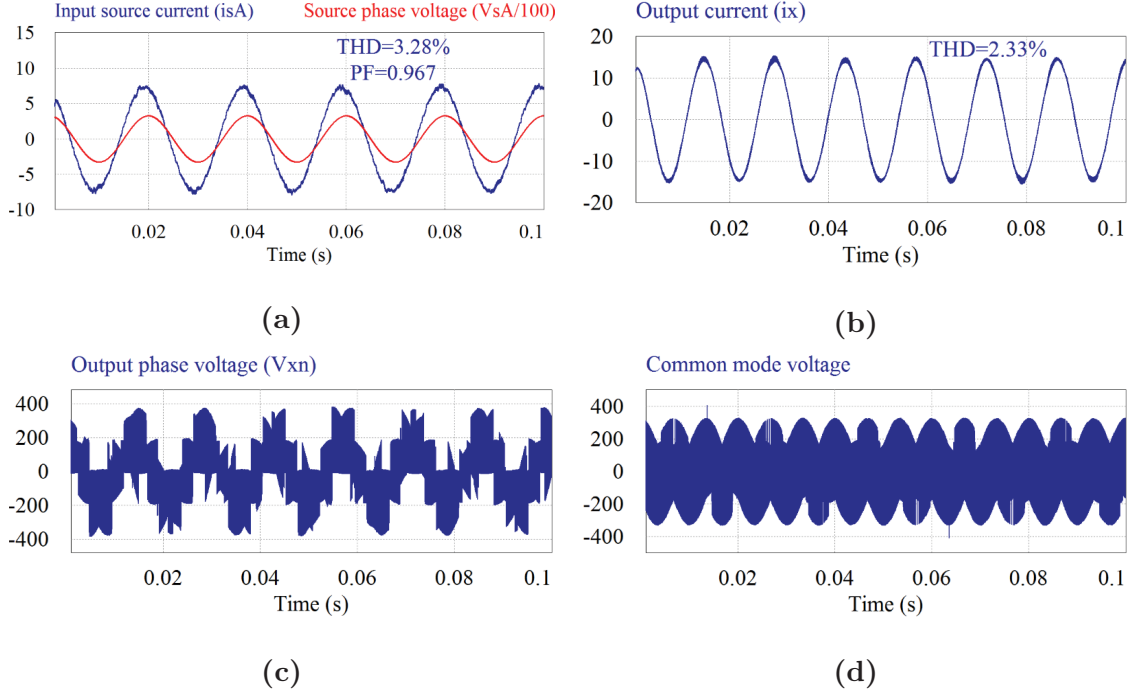 Input source current (isA) Source phase voltage (VsA/100)
15
10
5
0
-5
-10
THD=3.28%
PF=0.967
0.02 0.04 0.06 0.08 0.1
Time (s)
(a)
Output current (ix)
20
10
0
-10
-20
THD=2.33%
0.02 0.04 0.06 0.08 0.1
Time (s)
(b)
Output phase voltage (Vxn)
400
200
0
-200
-400
0.02 0.04 0.06 0.08 0.1
Time (s)
(c)
Common mode voltage
400
200
0
-200
-400
0.02 0.04 0.06 0.08 0.1
Time (s)
(d)